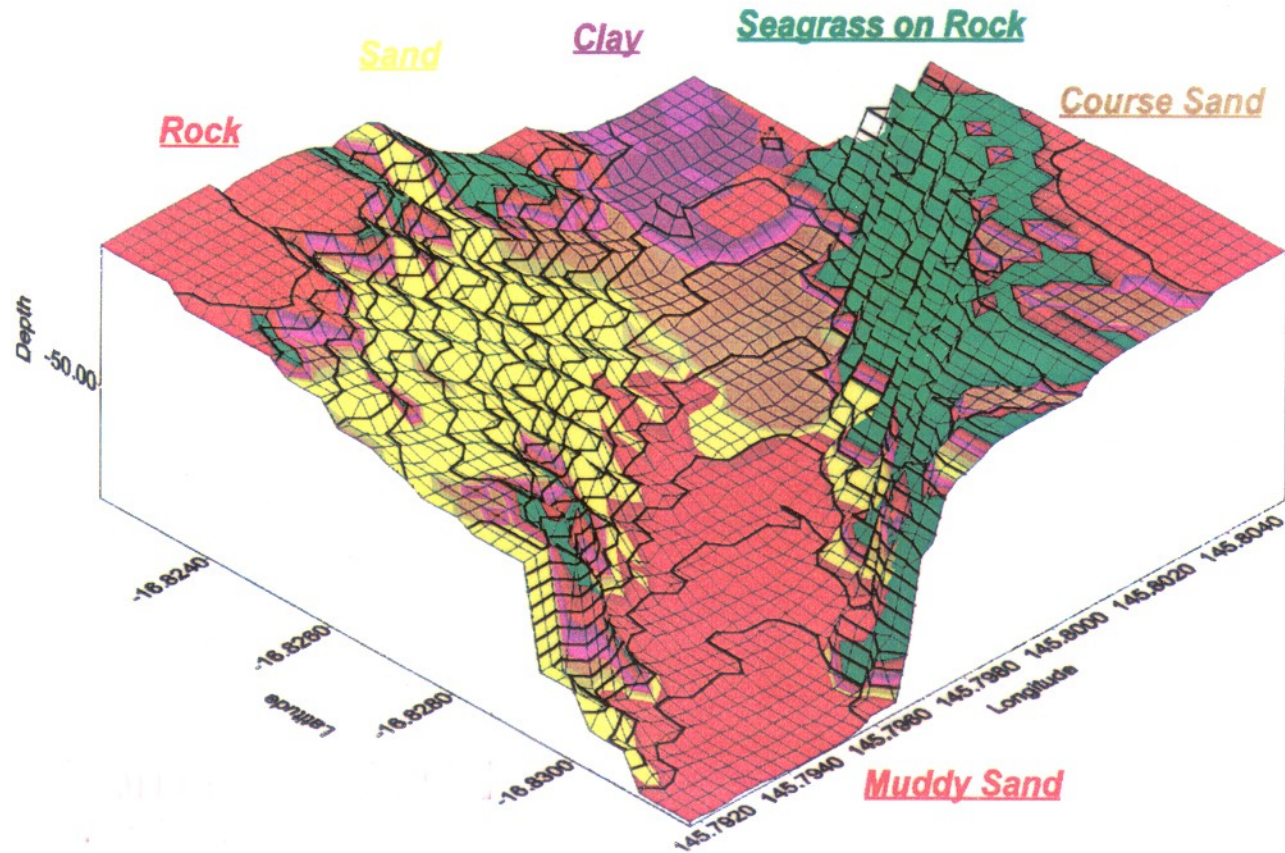 Seagrass on Rock
Clay
Sand
Course Sand
Rock
Depth
-50.00
-16.8240
-16.8260
-16.8280
-16.8300
Latitude
145.7920
145.7940
145.7960
145.7980
145.8000
145.8020
145.8040
Longitude
Muddy Sand